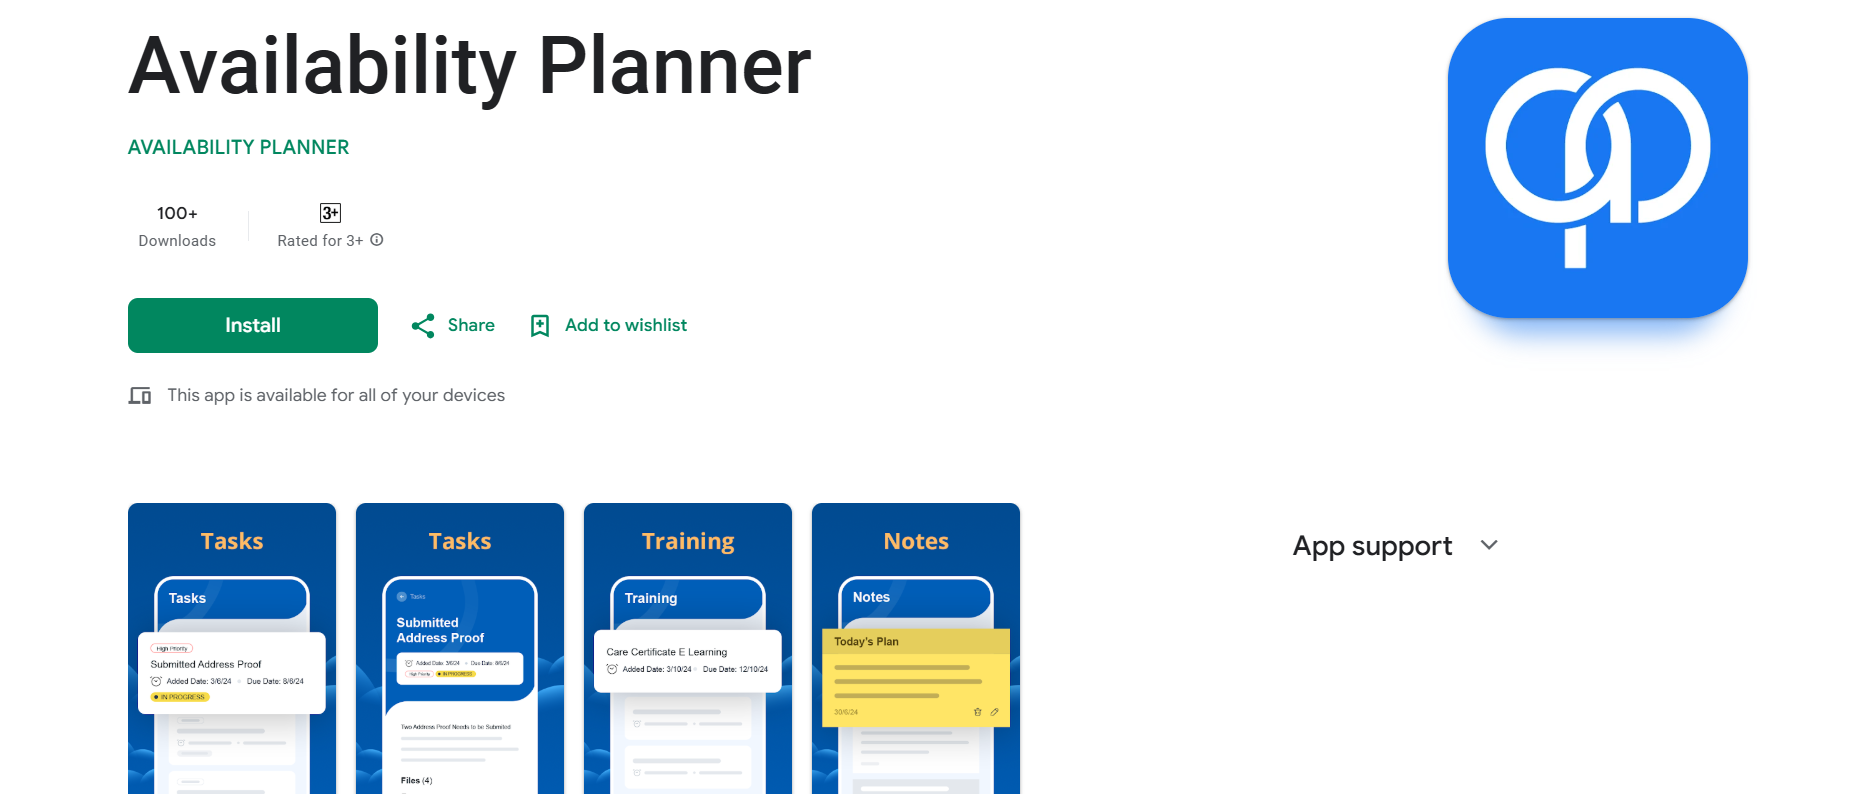 Availability Planner
AVAILABILITY PLANNER
100+
Downloads
3+
Rated for 3+
Install
Share
Add to wishlist
This app is available for all of your devices
App support
Tasks
Tasks
High Priority
Submitted Address Proof
Added Date: 3/6/24
Due Date: 8/6/24
IN PROGRESS
Tasks
Tasks
Submitted
Address Proof
Added Date: 3/6/24
Due Date: 8/6/24
High Priority
IN PROGRESS
Two Address Proof Needs to be Submited
Files (4)
Training
Training
Care Certificate E Learning
Added Date: 3/10/24
Due Date: 12/10/24
Notes
Notes
Today's Plan
30/6/24